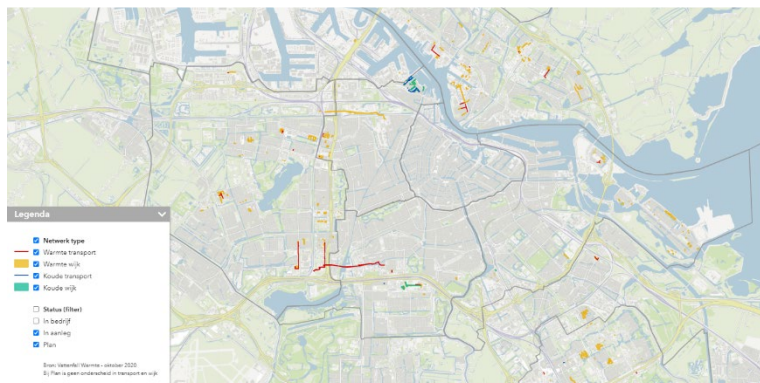 Legenda
Netwerk type
Warmte transport
Warmte wijk
Koude transport
Koude wijk
Status (filter)
In bedrijf
In aanleg
Plan
Bron: Vattenfall Warmte - oktober 2020
Bij Plan is geen onderscheid in transport en wijk